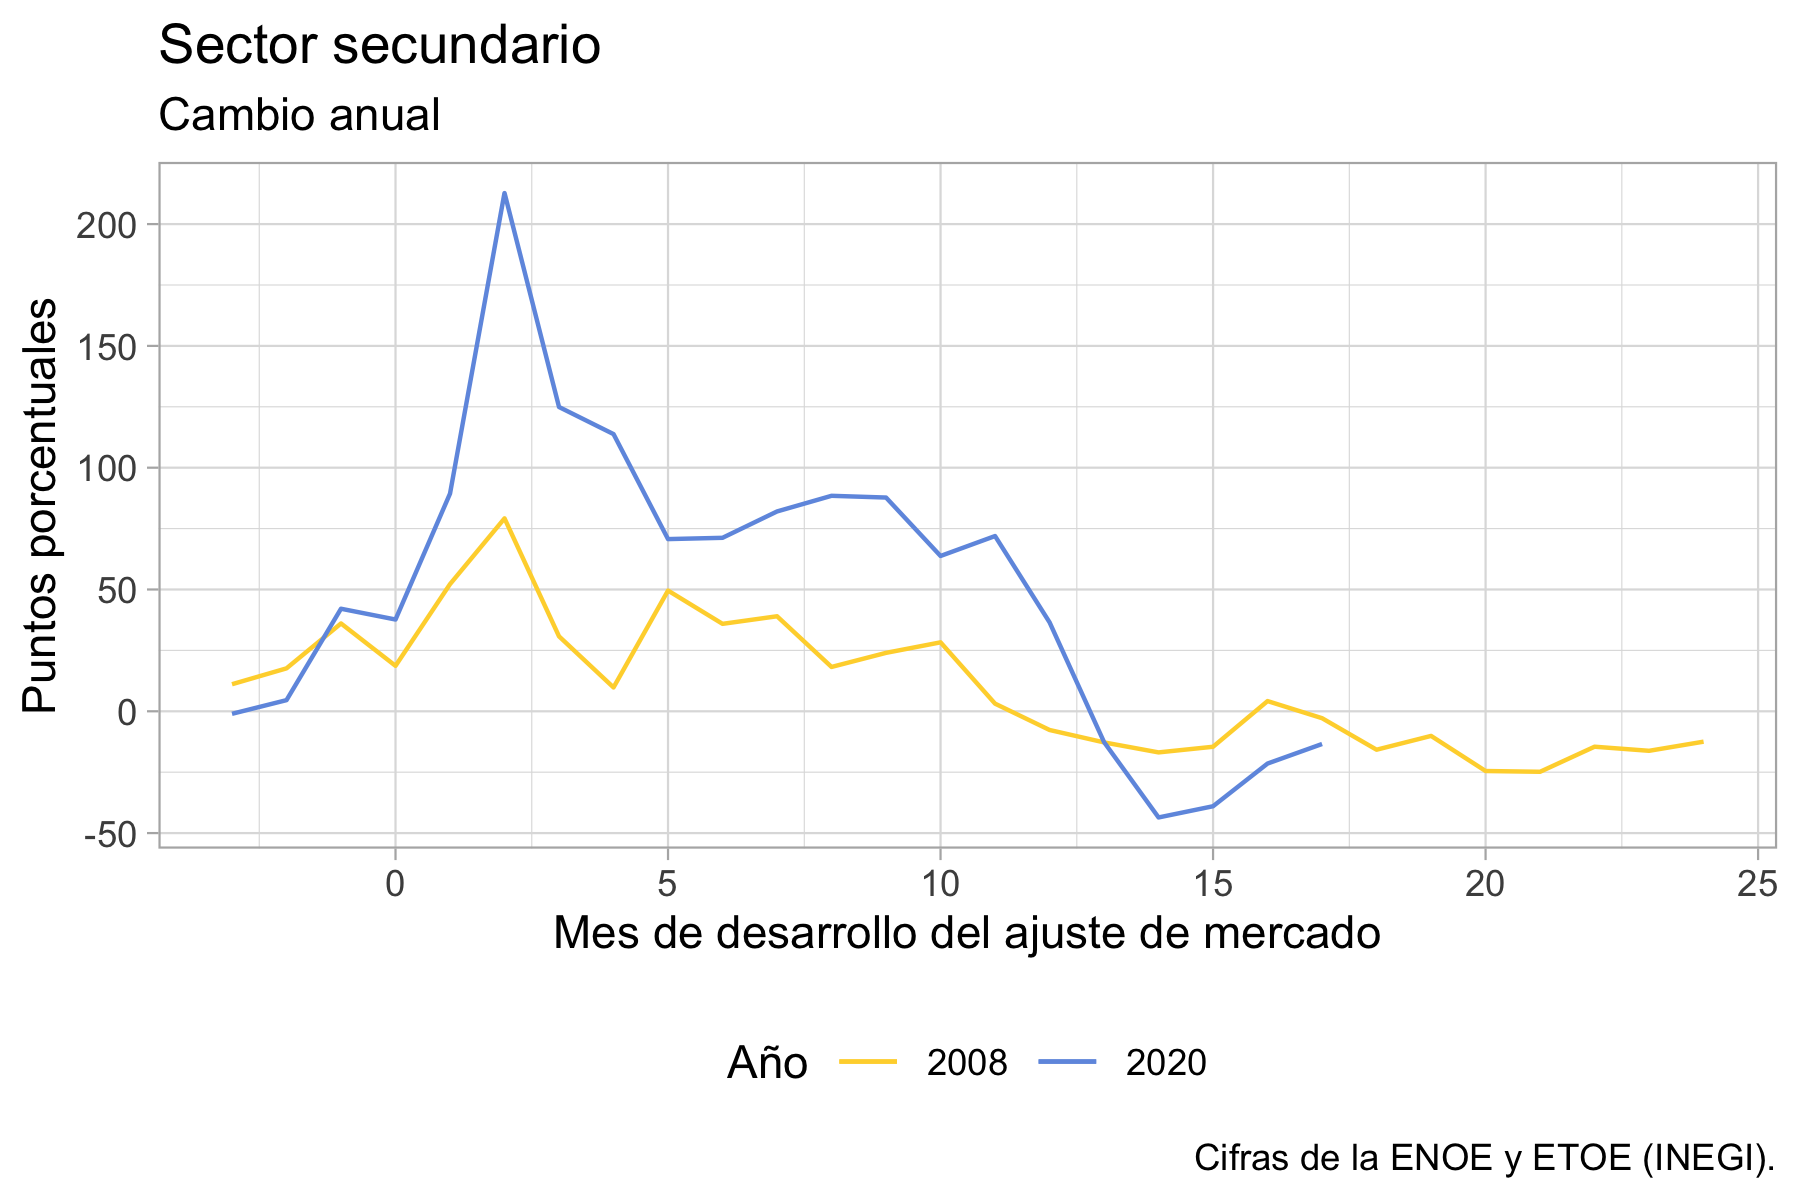 Sector secundario
Cambio anual
Puntos porcentuales
200
150
100
50
0
-50
0 5 10 15 20 25
Mes de desarrollo del ajuste de mercado
Año 2008 2020
Cifras de la ENOE y ETOE (INEGI).